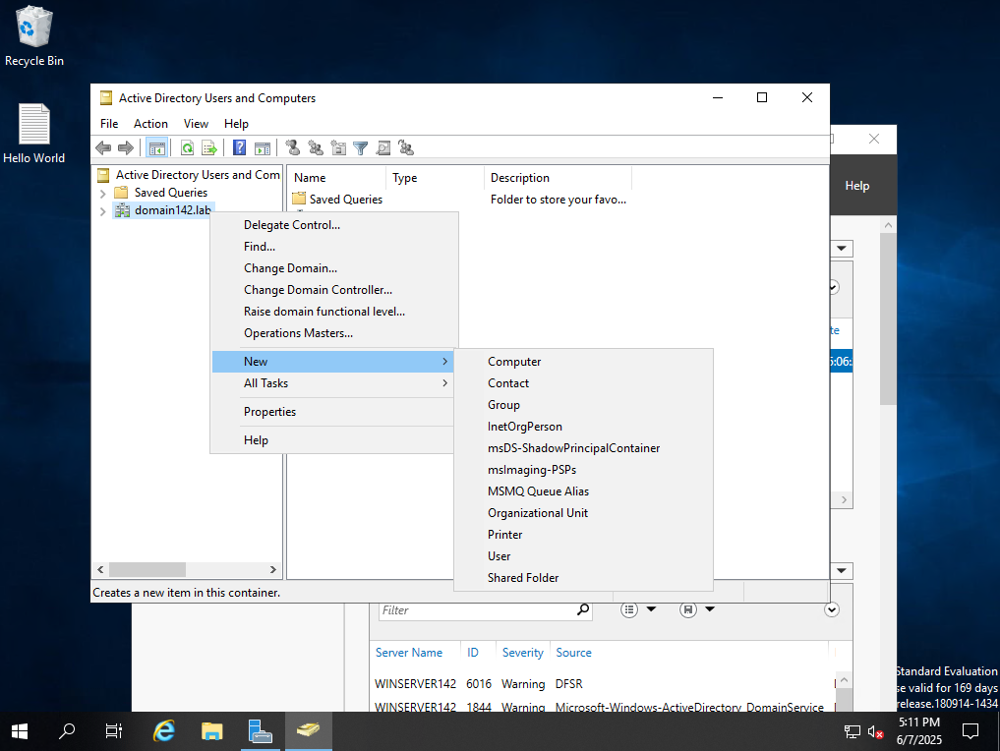 Recycle Bin
Hello World
Active Directory Users and Computers
File Action View Help
Active Directory Users and Com
Saved Queries
domain142.lab
Name Type Description
Saved Queries Folder to store your favo...
Delegate Control...
Find...
Change Domain...
Change Domain Controller...
Raise domain functional level...
Operations Masters...
New
All Tasks
Properties
Help
Computer
Contact
Group
InetOrgPerson
msDS-ShadowPrincipalContainer
msImaging-PSPs
MSMQ Queue Alias
Organizational Unit
Printer
User
Shared Folder
Creates a new item in this container.
Help
te
6:06:
Filter
Server Name ID Severity Source
WINSERVER142 6016 Warning DFSR
WINSERVER142 1844 Warning Microsoft-Windows-ActiveDirectory_DomainService
Standard Evaluation
se valid for 169 days
release.180914-1434
5:11 PM
6/7/2025